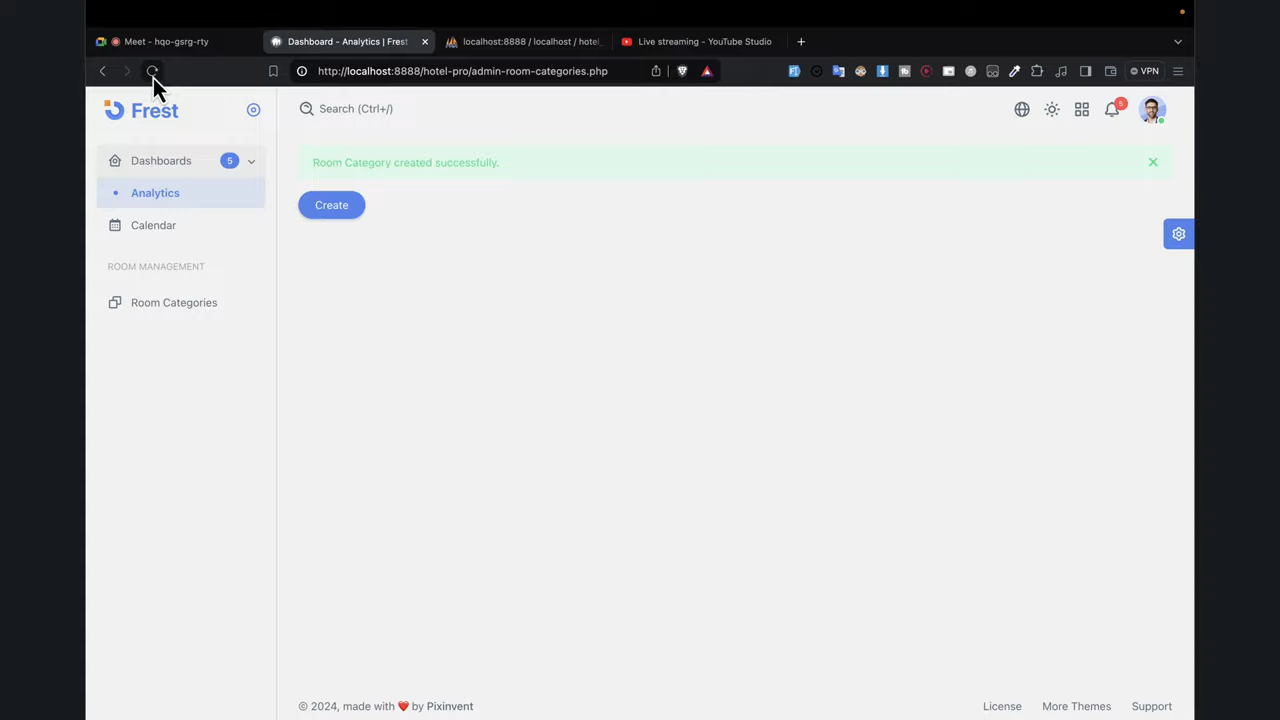 Meet - hqo-gsrg-rty
Dashboard - Analytics | Frest
localhost:8888 / localhost / hotel_
Live streaming - YouTube Studio
http://localhost:8888/hotel-pro/admin-room-categories.php
VPN
Frest
Search (Ctrl+/)
5
Dashboards
5
Room Category created successfully.
Analytics
Create
Calendar
ROOM MANAGEMENT
Room Categories
© 2024, made with ❤️ by Pixinvent
License
More Themes
Support